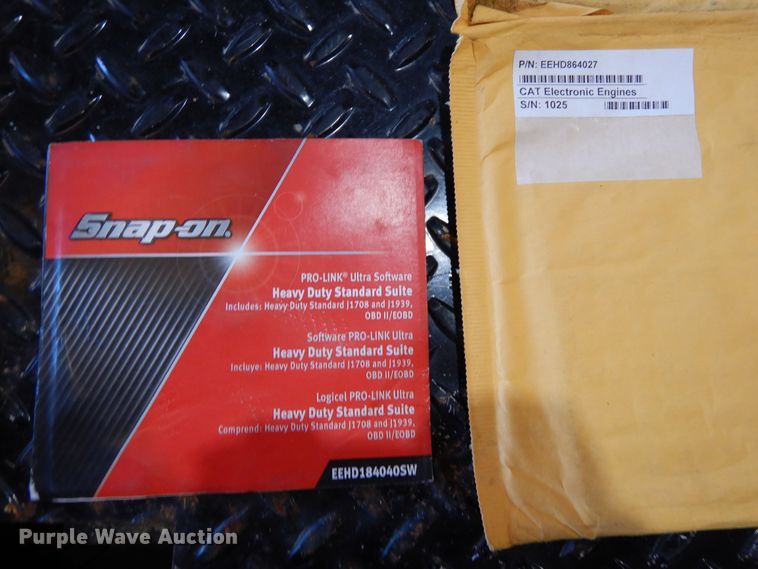 Snap-on
PRO-LINK® Ultra Software
Heavy Duty Standard Suite
Includes: Heavy Duty Standard J1708 and J1939,
OBD II/EOBD
Software PRO-LINK Ultra
Heavy Duty Standard Suite
Incluye: Heavy Duty Standard J1708 and J1939,
OBD II/EOBD
Logicel PRO-LINK Ultra
Heavy Duty Standard Suite
Comprend: Heavy Duty Standard J1708 and J1939,
OBD II/EOBD
EEHD184040SW
P/N: EEHD864027
CAT Electronic Engines
S/N: 1025
Purple Wave Auction